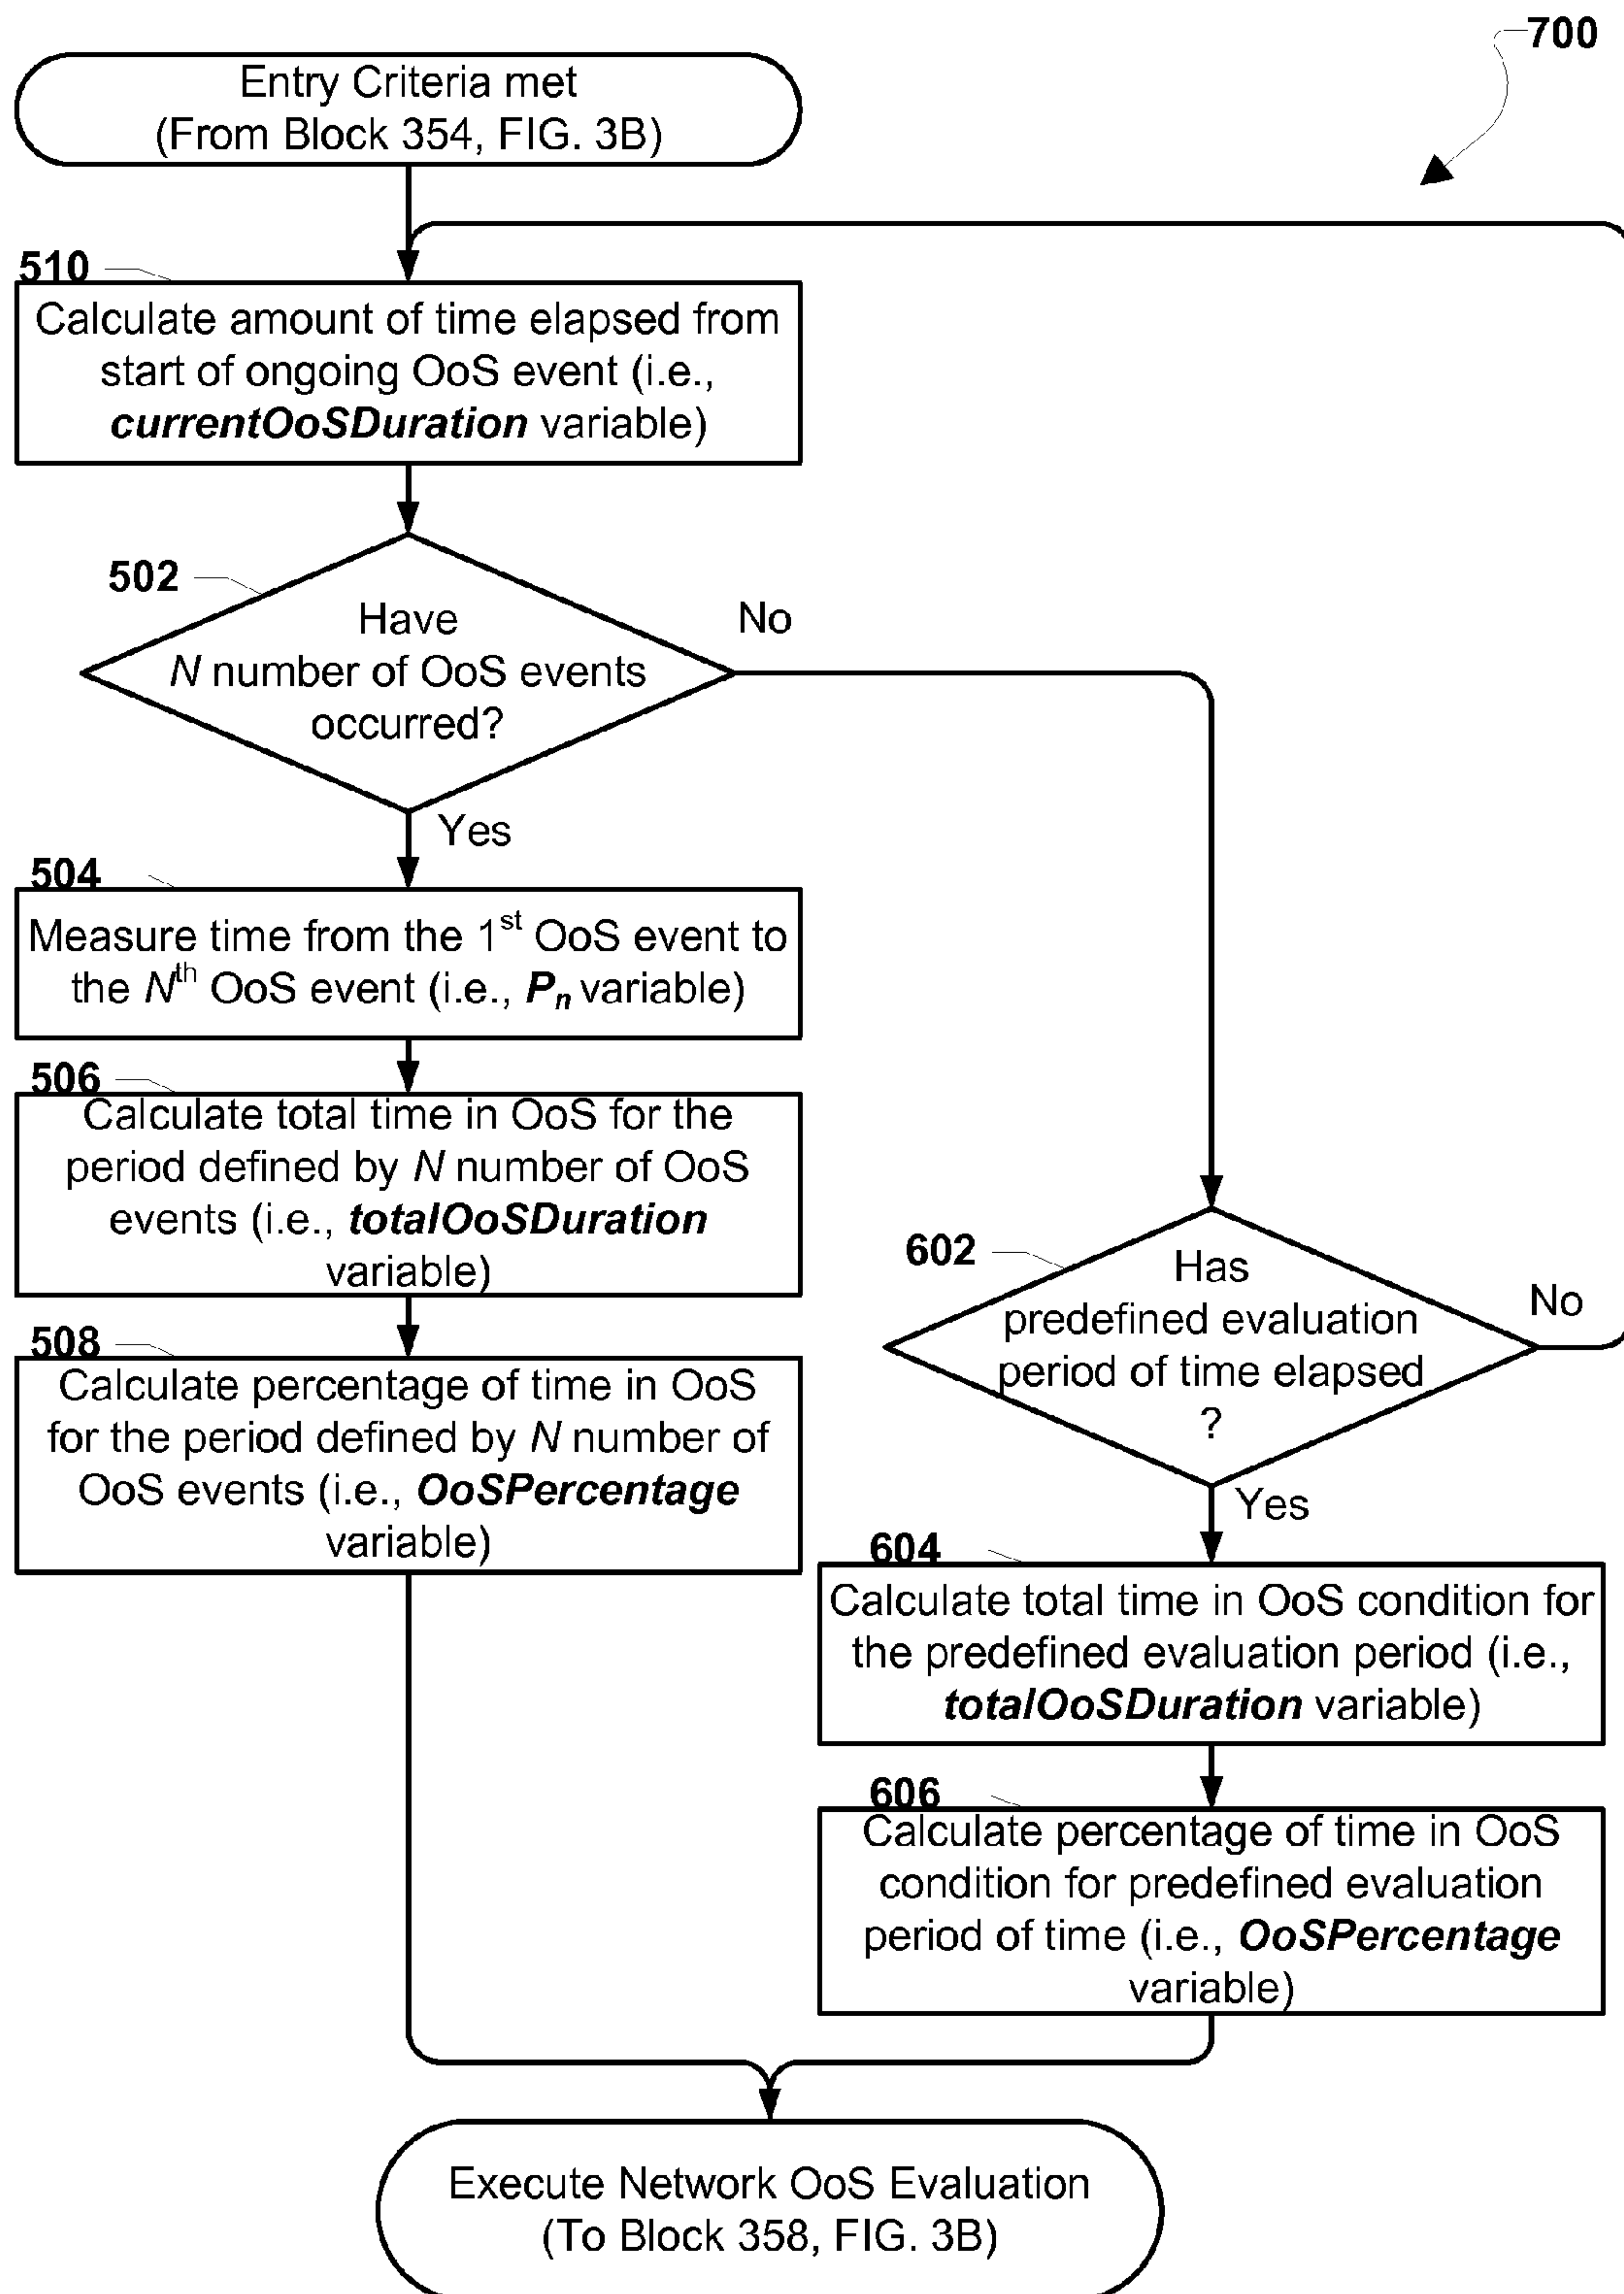 700
Entry Criteria met
(From Block 354, FIG. 3B)
510
Calculate amount of time elapsed from
start of ongoing OoS event (i.e.,
currentOoSDuration variable)
502
Have
N number of OoS events
occurred?
No
Yes
504
Measure time from the 1st OoS event to
the Nth OoS event (i.e., Pn variable)
506
Calculate total time in OoS for the
period defined by N number of OoS
events (i.e., totalOoSDuration
variable)
508
Calculate percentage of time in OoS
for the period defined by N number of
OoS events (i.e., OoSPercentage
variable)
602
Has
predefined evaluation
period of time elapsed
?
No
Yes
604
Calculate total time in OoS condition for
the predefined evaluation period (i.e.,
totalOoSDuration variable)
606
Calculate percentage of time in OoS
condition for predefined evaluation
period of time (i.e., OoSPercentage
variable)
Execute Network OoS Evaluation
(To Block 358, FIG. 3B)